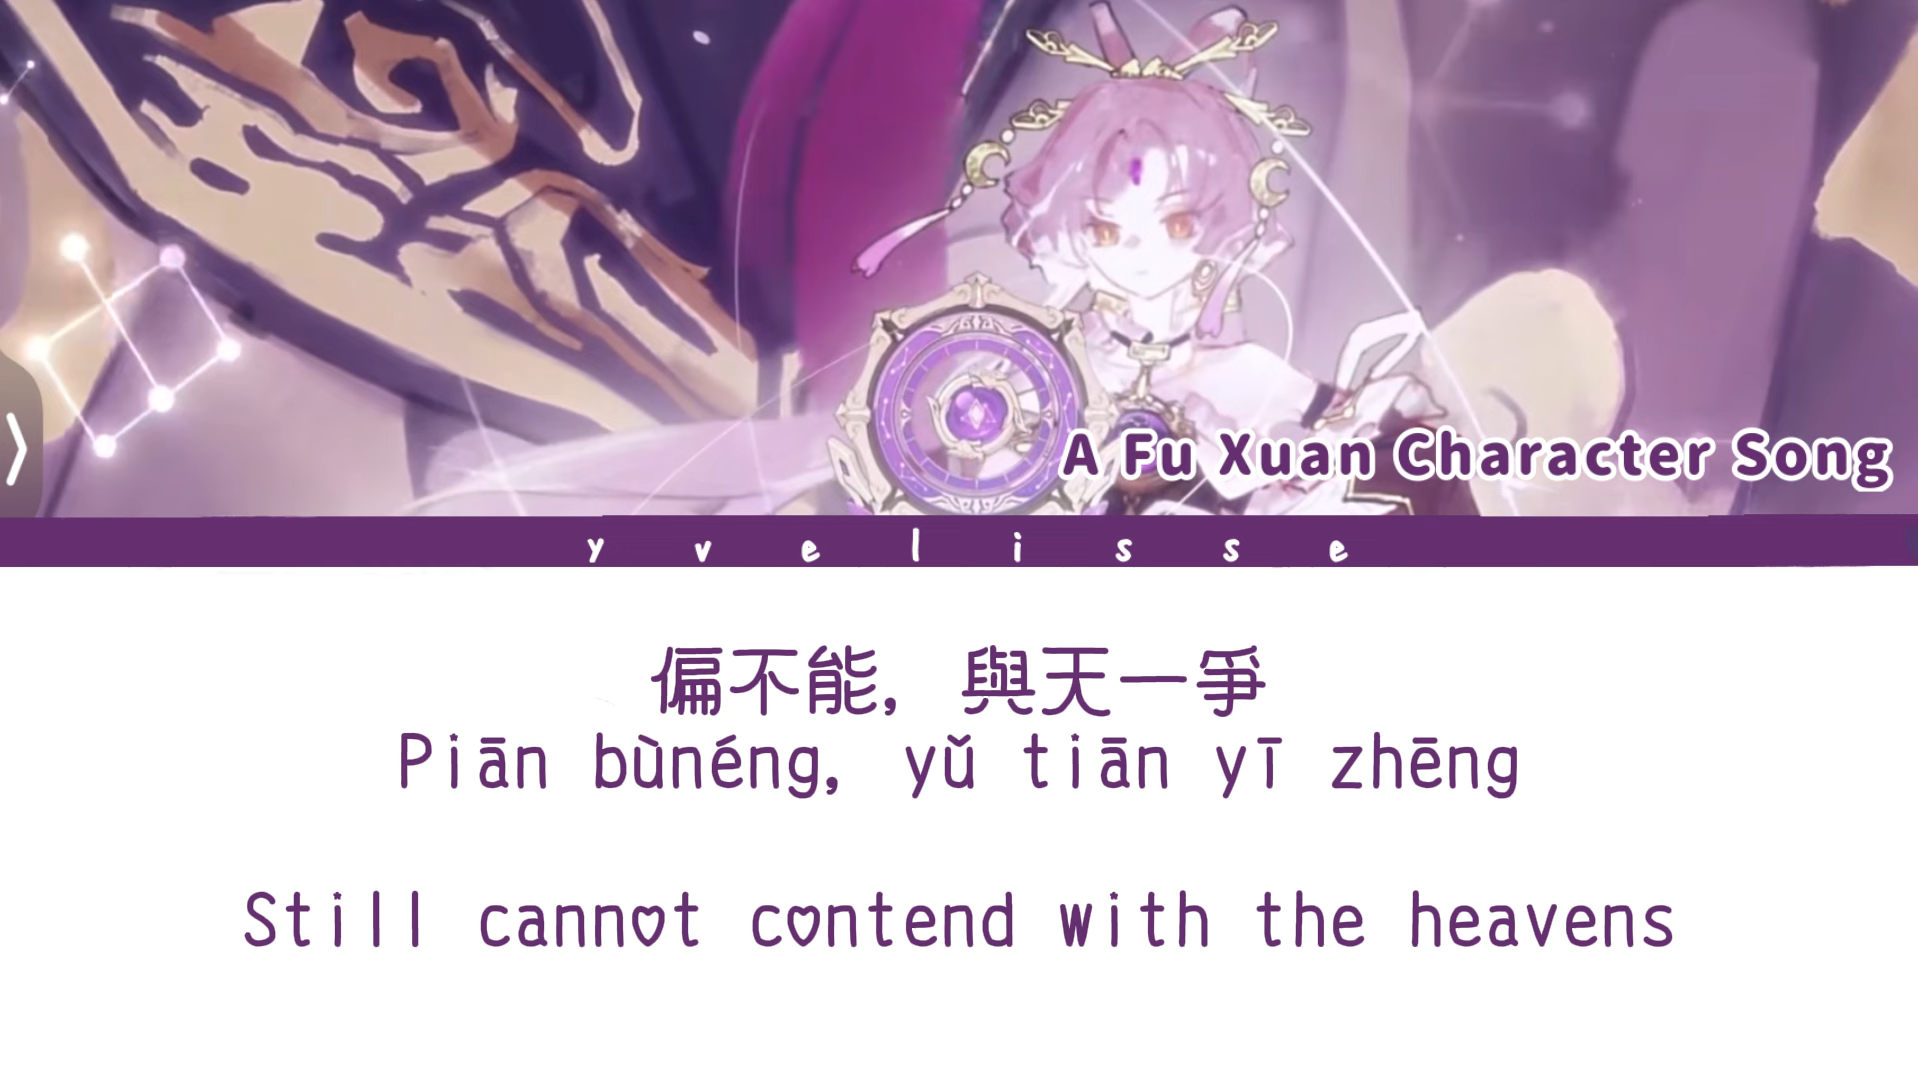 A Fu Xuan Character Song
yvelisse
偏不能, 與天一爭
Piān bùnéng, yǔ tiān yī zhēng
Still cannot contend with the heavens